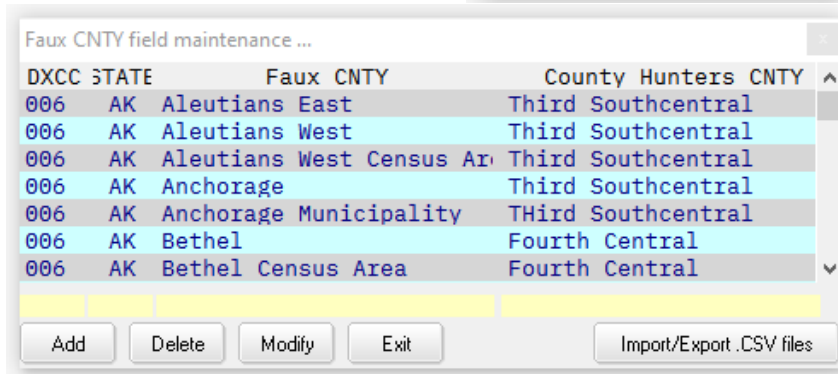 Faux CNTY field maintenance ... x
DXCC STATE Faux CNTY County Hunters CNTY
006 AK Aleutians East Third Southcentral
006 AK Aleutians West Third Southcentral
006 AK Aleutians West Census Are Third Southcentral
006 AK Anchorage Third Southcentral
006 AK Anchorage Municipality THird Southcentral
006 AK Bethel Fourth Central
006 AK Bethel Census Area Fourth Central
Add Delete Modify Exit Import/Export .CSV files